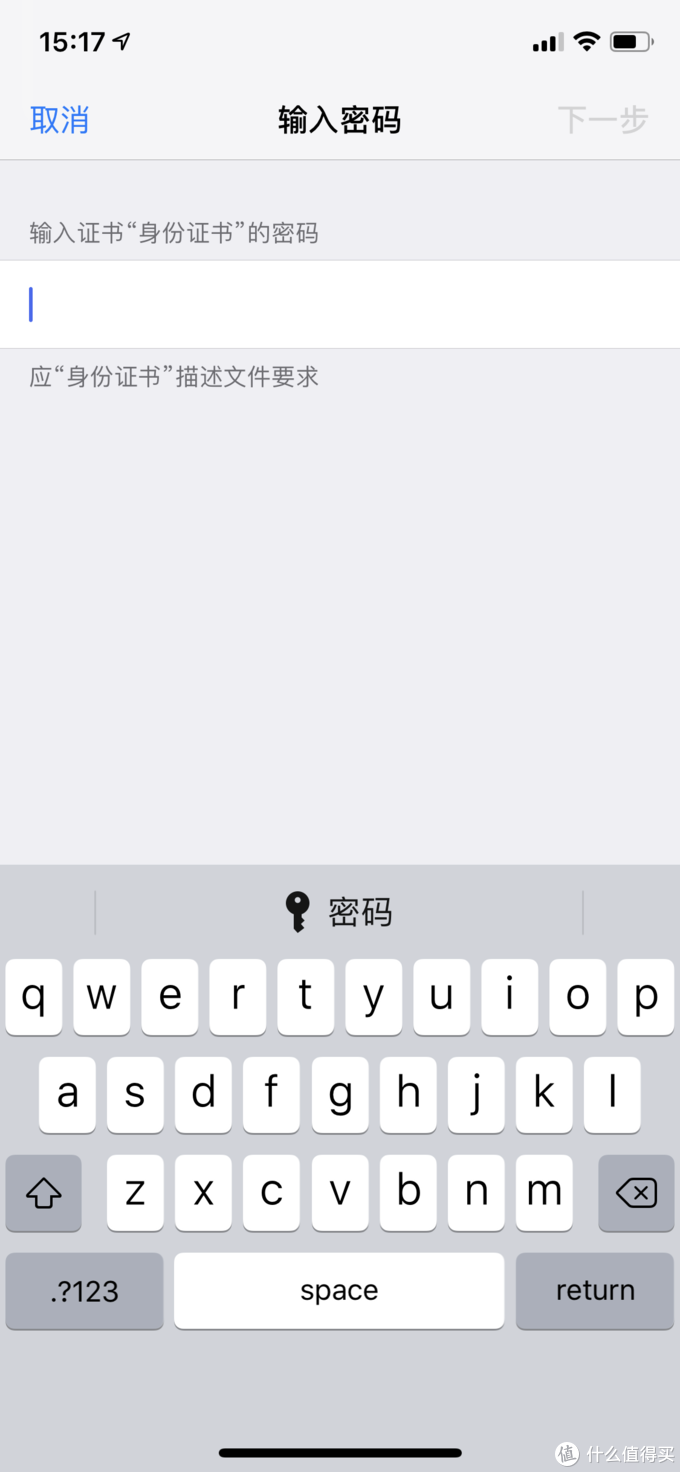 15:17
取消 输入密码 下一步
输入证书“身份证书”的密码
应“身份证书”描述文件要求
密码
q w e r t y u i o p
a s d f g h j k l
z x c v b n m
.?123 space return
值 什么值得买